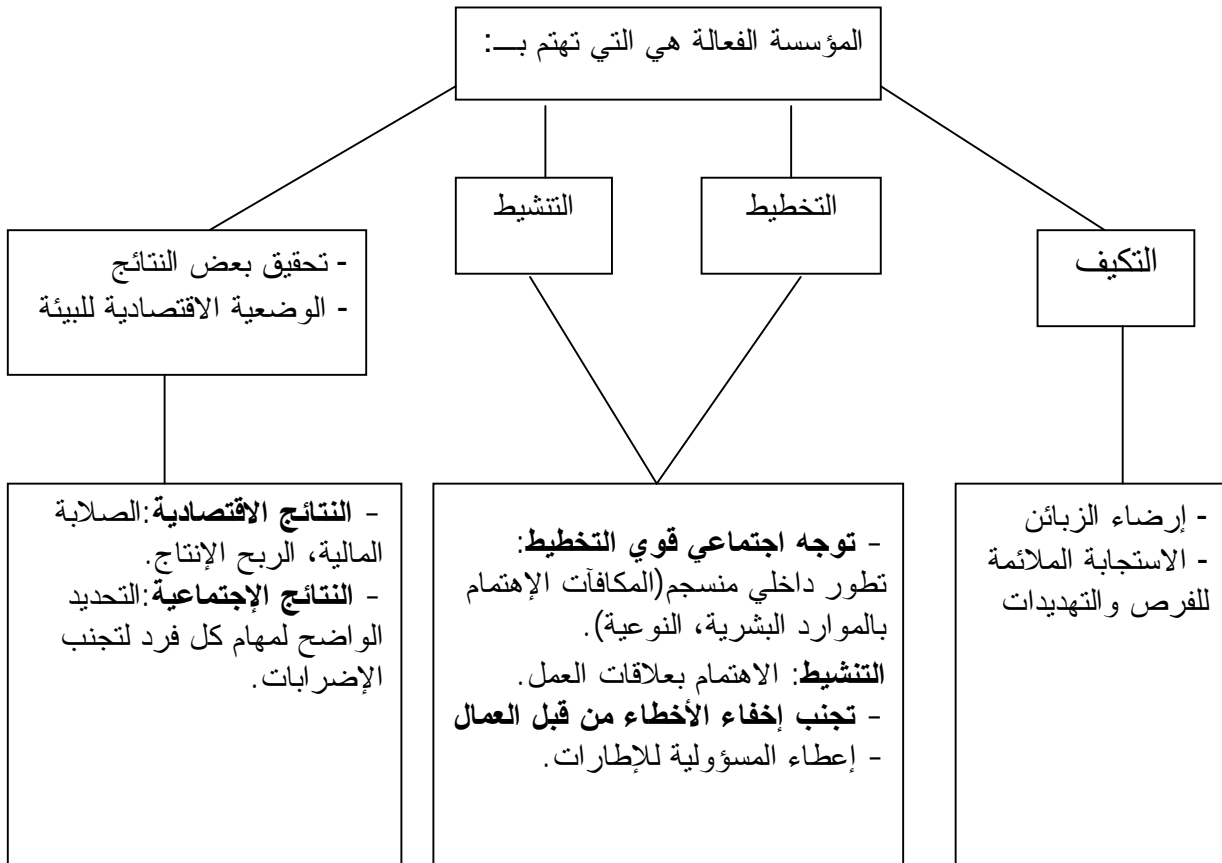 المؤسسة الفعالة هي التي تهتم بــ:
التكيف
التخطيط
التنشيط
- تحقيق بعض النتائج
- الوضعية الاقتصادية للبيئة
- إرضاء الزبائن
- الاستجابة الملائمة
للفرص والتهديدات
- توجه اجتماعي قوي التخطيط:
تطور داخلي منسجم(المكافآت الإهتمام
بالموارد البشرية، النوعية).
التنشيط: الاهتمام بعلاقات العمل.
- تجنب إخفاء الأخطاء من قبل العمال
- إعطاء المسؤولية للإطارات.
- النتائج الاقتصادية:الصلابة
المالية، الربح الإنتاج.
- النتائج الإجتماعية:التحديد
الواضح لمهام كل فرد لتجنب
الإضرابات.